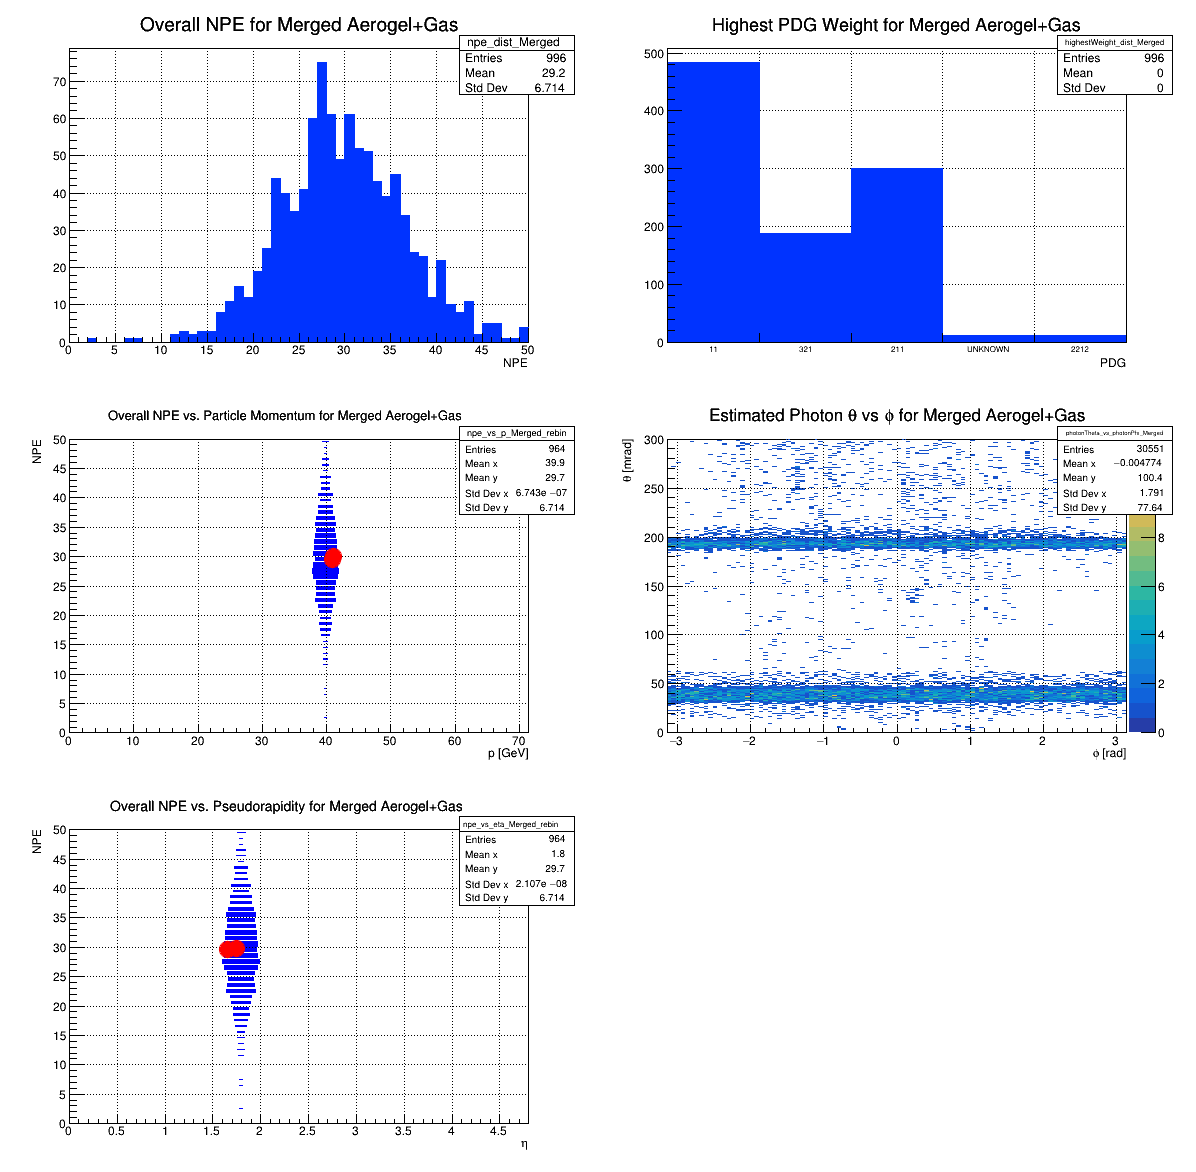 Overall NPE for Merged Aerogel+Gas
npe_dist_Merged
Entries 996
Mean 29.2
Std Dev 6.714
70
60
50
40
30
20
10
0
0 5 10 15 20 25 30 35 40 45 50
NPE
Highest PDG Weight for Merged Aerogel+Gas
highestWeight_dist_Merged
Entries 996
Mean 0
Std Dev 0
500
400
300
200
100
0
11 321 211 UNKNOWN 2212
PDG
Overall NPE vs. Particle Momentum for Merged Aerogel+Gas
npe_vs_p_Merged_rebin
Entries 964
Mean x 39.9
Mean y 29.7
Std Dev x 6.743e −07
Std Dev y 6.714
NPE
50
45
40
35
30
25
20
15
10
5
0
0 10 20 30 40 50 60 70
p [GeV]
Estimated Photon θ vs ϕ for Merged Aerogel+Gas
photonTheta_vs_photonPhi_Merged
Entries 30551
Mean x −0.004774
Mean y 100.4
Std Dev x 1.791
Std Dev y 77.64
θ [mrad]
300
250
200
150
100
50
0
−3 −2 −1 0 1 2 3
ϕ [rad]
8
6
4
2
0
Overall NPE vs. Pseudorapidity for Merged Aerogel+Gas
npe_vs_eta_Merged_rebin
Entries 964
Mean x 1.8
Mean y 29.7
Std Dev x 2.107e −08
Std Dev y 6.714
NPE
50
45
40
35
30
25
20
15
10
5
0
0 0.5 1 1.5 2 2.5 3 3.5 4 4.5
η